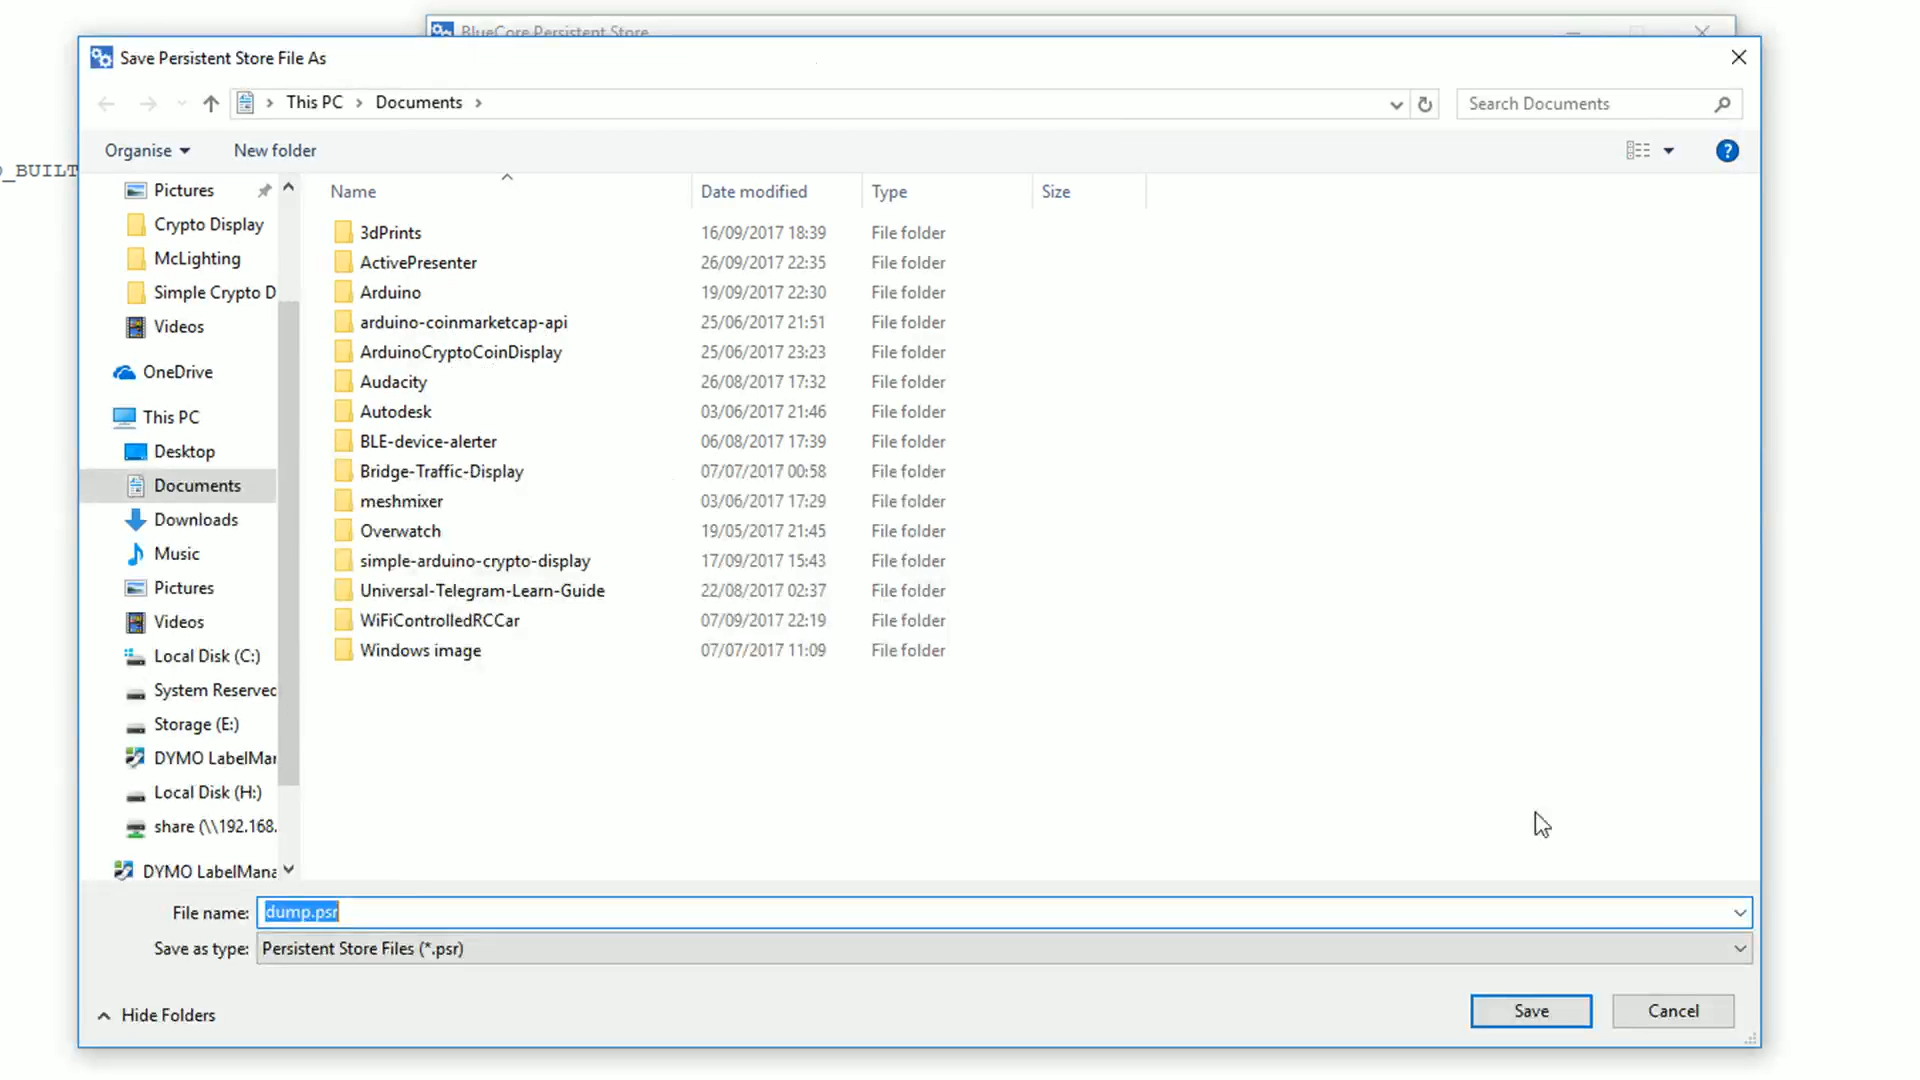 BlueCore Persistent Store
Save Persistent Store File As
This PC > Documents >
Search Documents
Organise
New folder
_BUILT
Name Date modified Type Size
Pictures
Crypto Display
McLighting
Simple Crypto D
Videos
OneDrive
This PC
Desktop
Documents
Downloads
Music
Pictures
Videos
Local Disk (C:)
System Reserved
Storage (E:)
DYMO LabelMan
Local Disk (H:)
share (\\192.168.
DYMO LabelMana
3dPrints 16/09/2017 18:39 File folder
ActivePresenter 26/09/2017 22:35 File folder
Arduino 19/09/2017 22:30 File folder
arduino-coinmarketcap-api 25/06/2017 21:51 File folder
ArduinoCryptoCoinDisplay 25/06/2017 23:23 File folder
Audacity 26/08/2017 17:32 File folder
Autodesk 03/06/2017 21:46 File folder
BLE-device-alerter 06/08/2017 17:39 File folder
Bridge-Traffic-Display 07/07/2017 00:58 File folder
meshmixer 03/06/2017 17:29 File folder
Overwatch 19/05/2017 21:45 File folder
simple-arduino-crypto-display 17/09/2017 15:43 File folder
Universal-Telegram-Learn-Guide 22/08/2017 02:37 File folder
WiFiControlledRCCar 07/09/2017 22:19 File folder
Windows image 07/07/2017 11:09 File folder
File name: dump.psr
Save as type: Persistent Store Files (*.psr)
Hide Folders
Save
Cancel